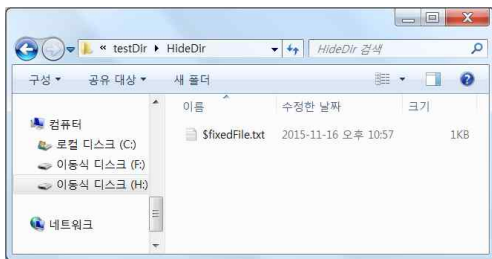 « testDir ▸ HideDir
HideDir 검색
구성 공유 대상 새 폴더
이름 수정한 날짜 크기
$fixedFile.txt 2015-11-16 오후 10:57 1KB
컴퓨터
로컬 디스크 (C:)
이동식 디스크 (F:)
이동식 디스크 (H:)
네트워크